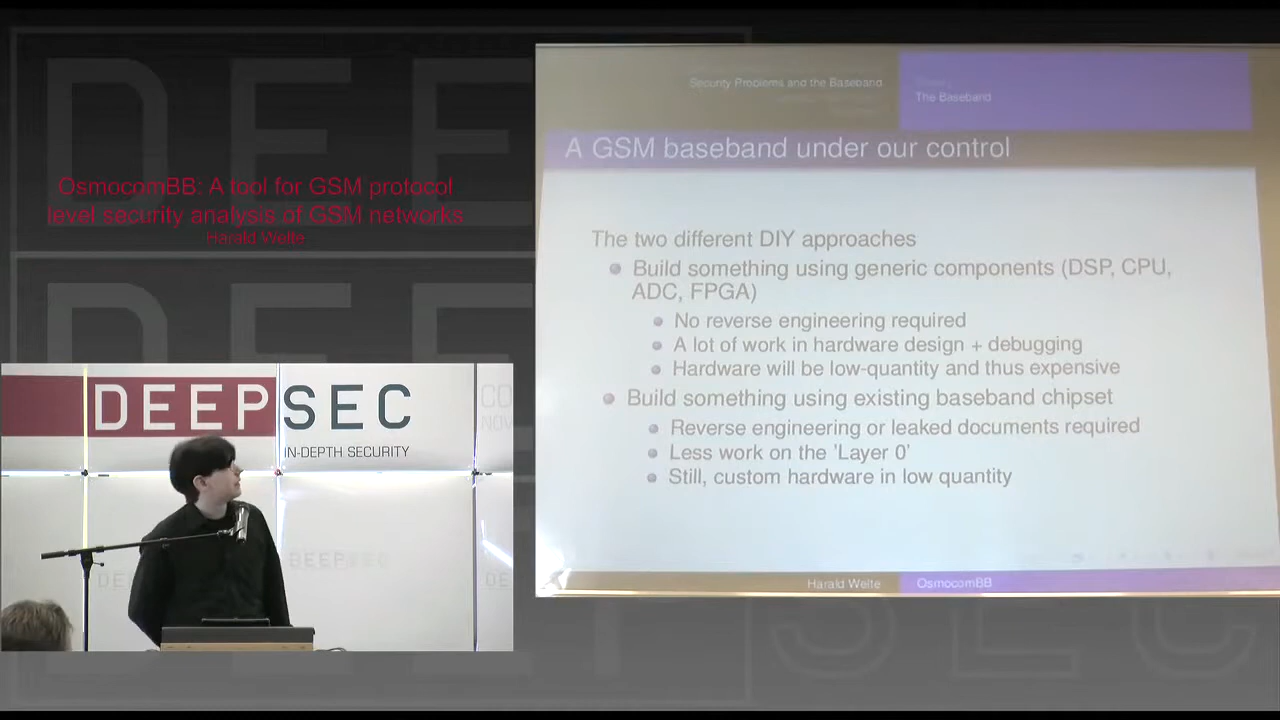 OsmocomBB: A tool for GSM protocol
level security analysis of GSM networks
Harald Welte
DEEPSEC
IN-DEPTH SECURITY
DEEPSEC
Security Problems and the Baseband
The Baseband
A GSM baseband under our control
The two different DIY approaches
Build something using generic components (DSP, CPU,
ADC, FPGA)
No reverse engineering required
A lot of work in hardware design + debugging
Hardware will be low-quantity and thus expensive
Build something using existing baseband chipset
Reverse engineering or leaked documents required
Less work on the 'Layer 0'
Still, custom hardware in low quantity
Harald Welte
OsmocomBB